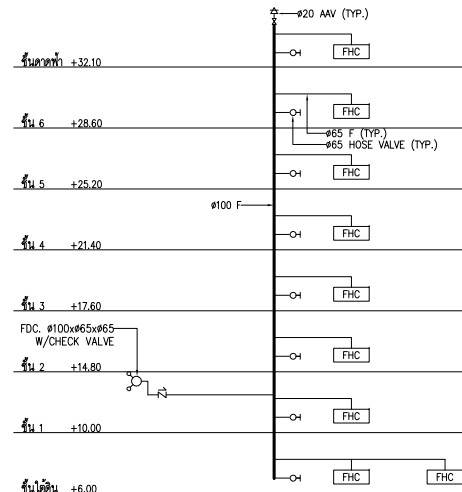 ø20 AAV (TYP.)
FHC
ชั้นดาดฟ้า +32.10
FHC
ชั้น 6 +28.60
ø65 F (TYP.)
ø65 HOSE VALVE (TYP.)
FHC
ชั้น 5 +25.20
ø100 F
FHC
ชั้น 4 +21.40
FHC
ชั้น 3 +17.60
FDC. ø100xø65xø65
W/CHECK VALVE
FHC
ชั้น 2 +14.80
FHC
ชั้น 1 +10.00
FHC FHC
ชั้นใต้ดิน +6.00